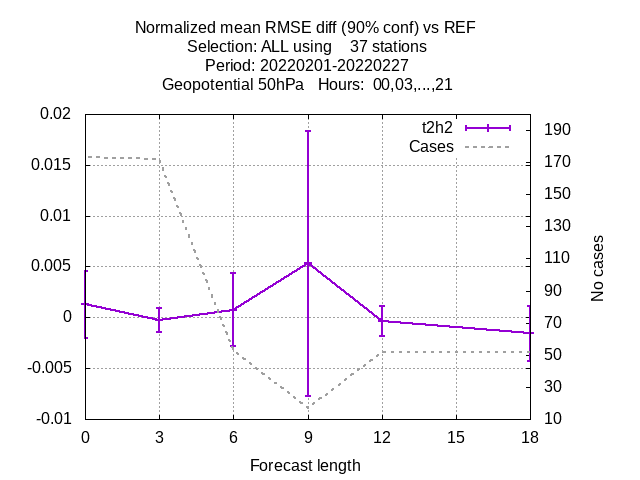 Normalized mean RMSE diff (90% conf) vs REF
Selection: ALL using    37 stations
Period: 20220201-20220227
Geopotential 50hPa   Hours:  00,03,...,21
t2h2
Cases
0.02
0.015
0.01
0.005
0
-0.005
-0.01
190
170
150
130
110
90
70
50
30
10
No cases
0 3 6 9 12 15 18
Forecast length